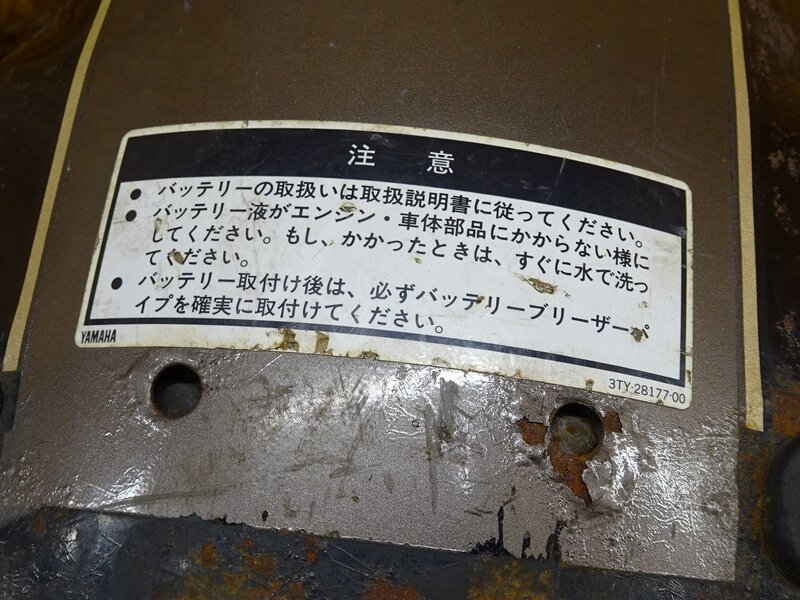 注意
● バッテリーの取扱いは取扱説明書に従ってください。
● バッテリー液がエンジン・車体部品にかからない様に
してください。もし、かかったときは、すぐに水で洗っ
てください。
● バッテリー取付け後は、必ずバッテリーブリーザーパ
イプを確実に取付けてください。
YAMAHA
3TY-28177-00